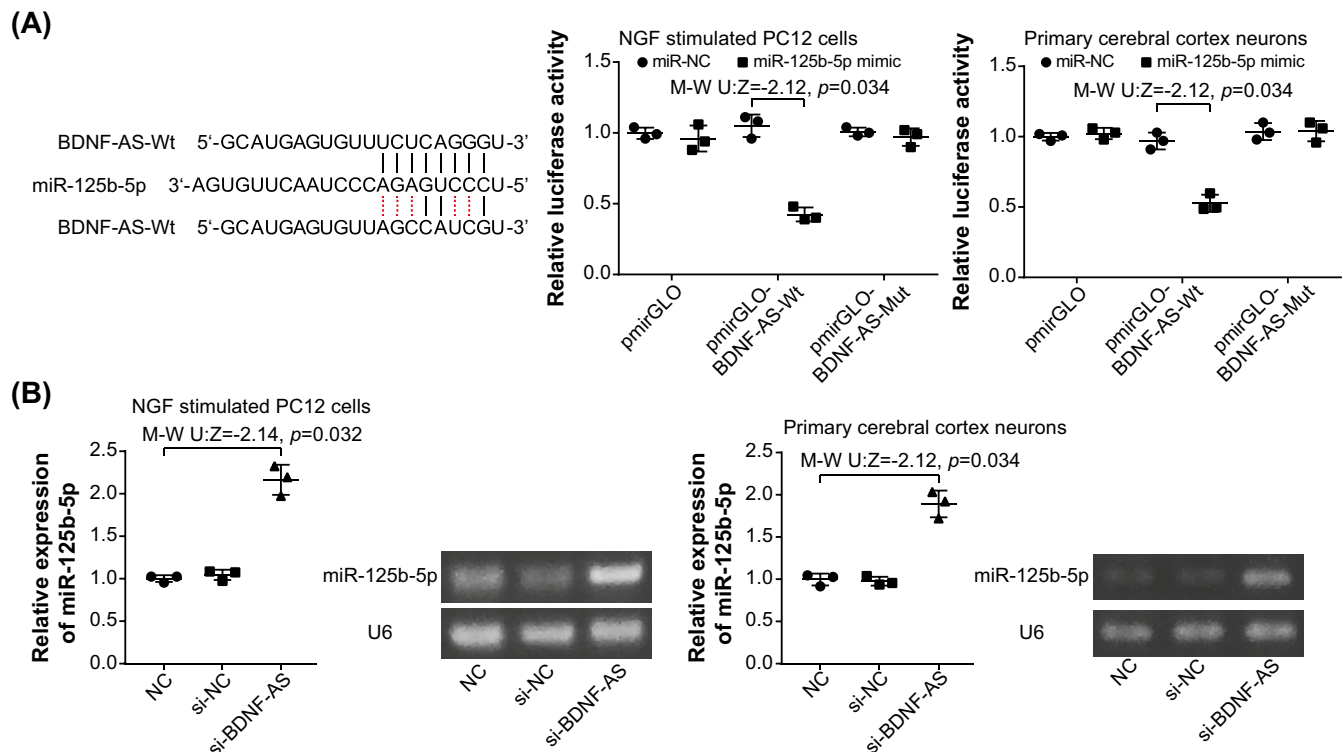 (A)
BDNF-AS-Wt 5‘-GCAUGAGUGUUUCUCAGGGU-3’
miR-125b-5p 3‘-AGUGUUCAAUCCCAGAGUCCCU-5’
BDNF-AS-Wt 5‘-GCAUGAGUGUUAGCCAUCGU-3’
NGF stimulated PC12 cells
miR-NC miR-125b-5p mimic
M-W U:Z=-2.12, p=0.034
Relative luciferase activity
1.5
1.0
0.5
0.0
pmirGLO
pmirGLO-
BDNF-AS-Wt
pmirGLO-
BDNF-AS-Mut
Primary cerebral cortex neurons
miR-NC miR-125b-5p mimic
M-W U:Z=-2.12, p=0.034
Relative luciferase activity
1.5
1.0
0.5
0.0
pmirGLO
pmirGLO-
BDNF-AS-Wt
pmirGLO-
BDNF-AS-Mut
(B)
NGF stimulated PC12 cells
M-W U:Z=-2.14, p=0.032
Relative expression
of miR-125b-5p
2.5
2.0
1.5
1.0
0.5
0.0
NC
si-NC
si-BDNF-AS
miR-125b-5p
U6
NC
si-NC
si-BDNF-AS
Primary cerebral cortex neurons
M-W U:Z=-2.12, p=0.034
Relative expression
of miR-125b-5p
2.5
2.0
1.5
1.0
0.5
0.0
NC
si-NC
si-BDNF-AS
miR-125b-5p
U6
NC
si-NC
si-BDNF-AS